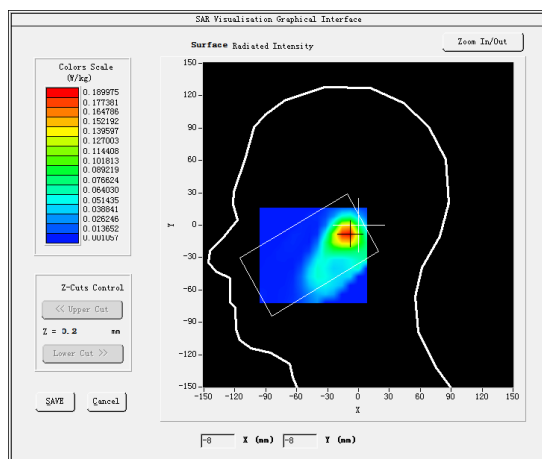 SAR Visualisation Graphical Interface
Surface Radiated Intensity
Zoom In/Out
Colors Scale
(W/kg)
0.189975
0.177381
0.164786
0.152192
0.139597
0.127003
0.114408
0.101813
0.089219
0.076624
0.064030
0.051435
0.038841
0.026246
0.013652
0.001057
150
120
90
60
30
0
-30
-60
-90
-120
-150
Y
-150 -120 -90 -60 -30 0 30 60 90 120 150
X
Z-Cuts Control
<< Upper Cut
Z = 0.2 mm
Lower Cut >>
SAVE Cancel
-8 X (mm) -8 Y (mm)